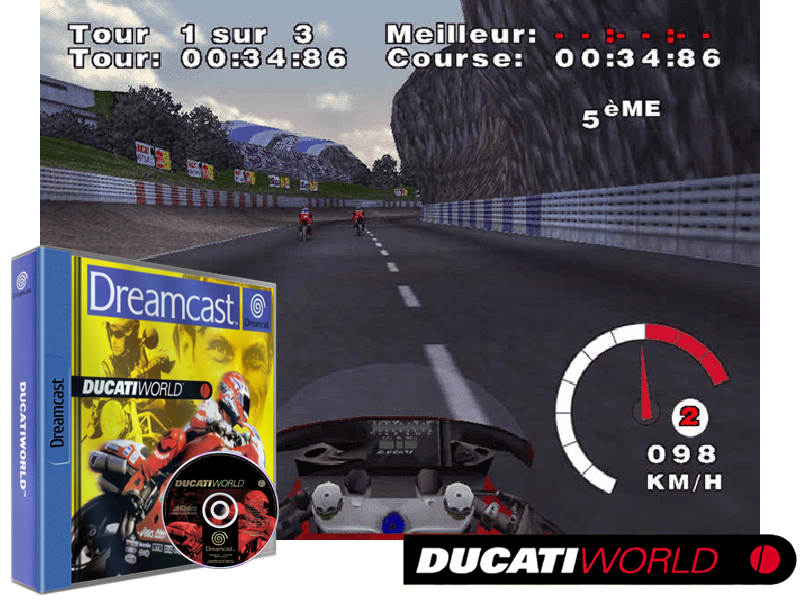 Tour 1 sur 3
Meilleur: - - : - - : - -
Tour: 00:34:86
Course: 00:34:86
5èME
Dreamcast
Dreamcast
DUCATIWORLD
DUCATIWORLD
Dreamcast
DUCATIWORLD
Acclaim
Dreamcast
2
098
KM/H
DUCATIWORLD